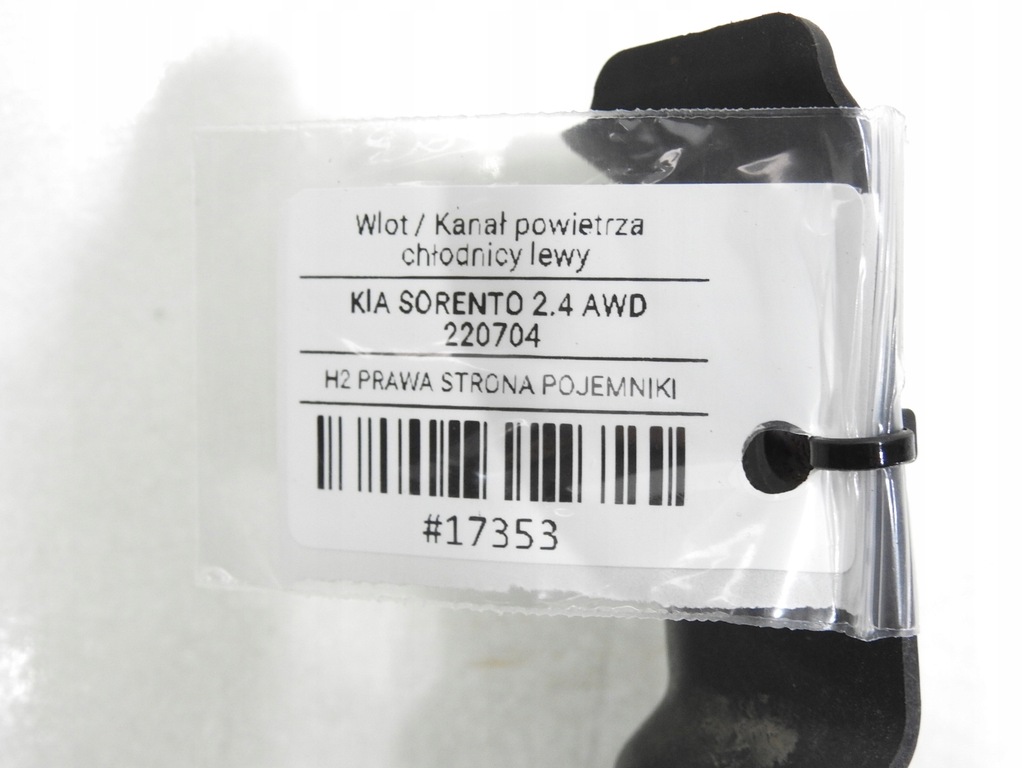 Wlot / Kanał powietrza
chłodnicy lewy
KIA SORENTO 2.4 AWD
220704
H2 PRAWA STRONA POJEMNIKI
#17353